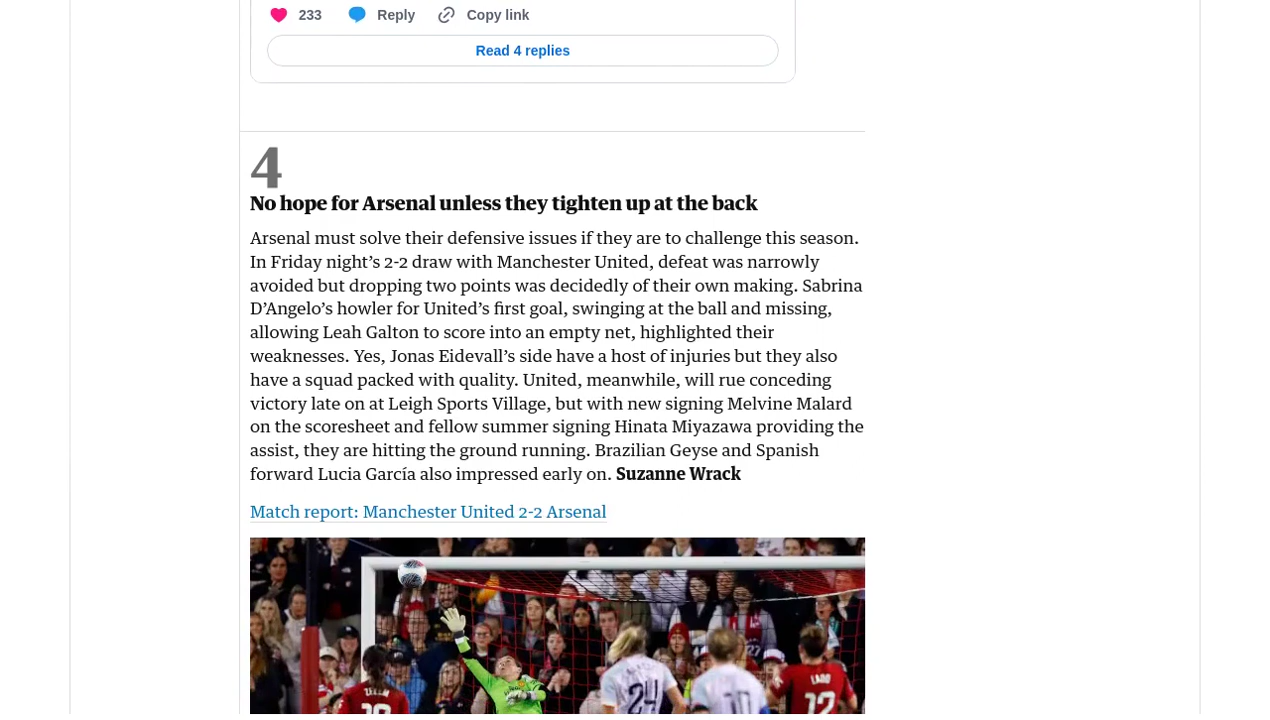 233 Reply Copy link
Read 4 replies
4
No hope for Arsenal unless they tighten up at the back
Arsenal must solve their defensive issues if they are to challenge this season.
In Friday night’s 2-2 draw with Manchester United, defeat was narrowly
avoided but dropping two points was decidedly of their own making. Sabrina
D’Angelo’s howler for United’s first goal, swinging at the ball and missing,
allowing Leah Galton to score into an empty net, highlighted their
weaknesses. Yes, Jonas Eidevall’s side have a host of injuries but they also
have a squad packed with quality. United, meanwhile, will rue conceding
victory late on at Leigh Sports Village, but with new signing Melvine Malard
on the scoresheet and fellow summer signing Hinata Miyazawa providing the
assist, they are hitting the ground running. Brazilian Geyse and Spanish
forward Lucia García also impressed early on. Suzanne Wrack
Match report: Manchester United 2-2 Arsenal
ZELEM
LADD
24
12